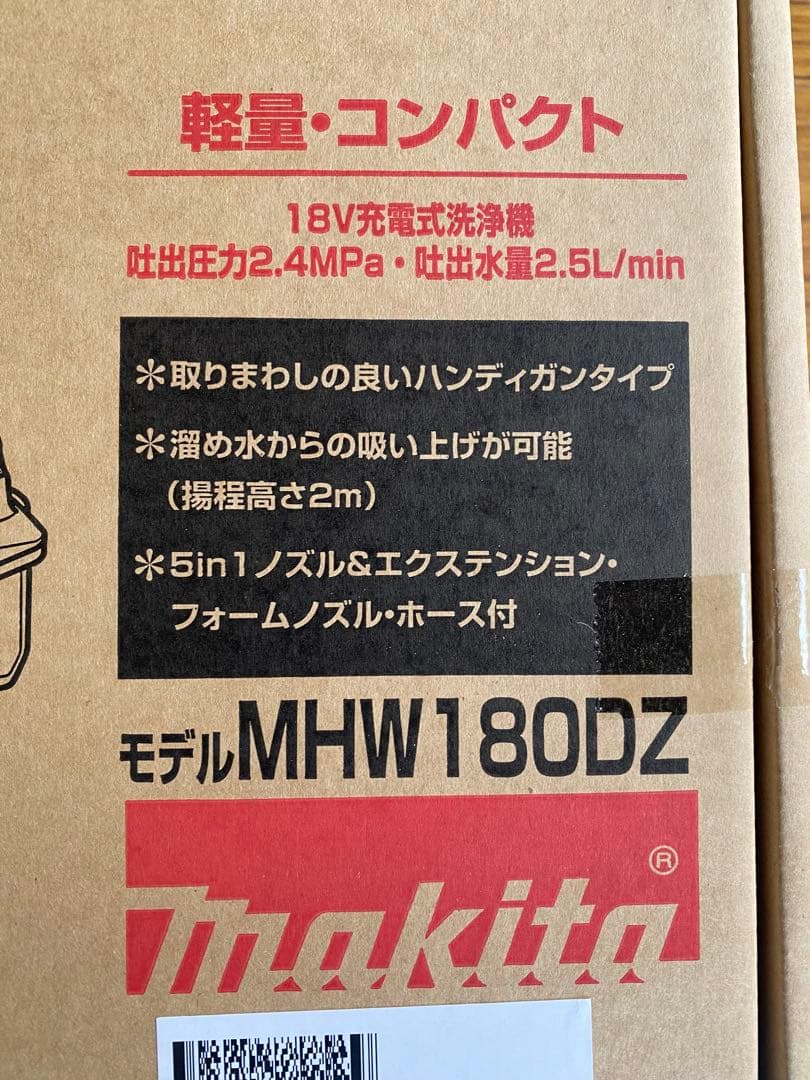 軽量・コンパクト
18V充電式洗浄機
吐出圧力2.4MPa・吐出水量2.5L/min
＊取りまわしの良いハンディガンタイプ
＊溜め水からの吸い上げが可能
（揚程高さ2m）
＊5in1ノズル&エクステンション・
フォームノズル・ホース付
モデルMHW180DZ
makita®